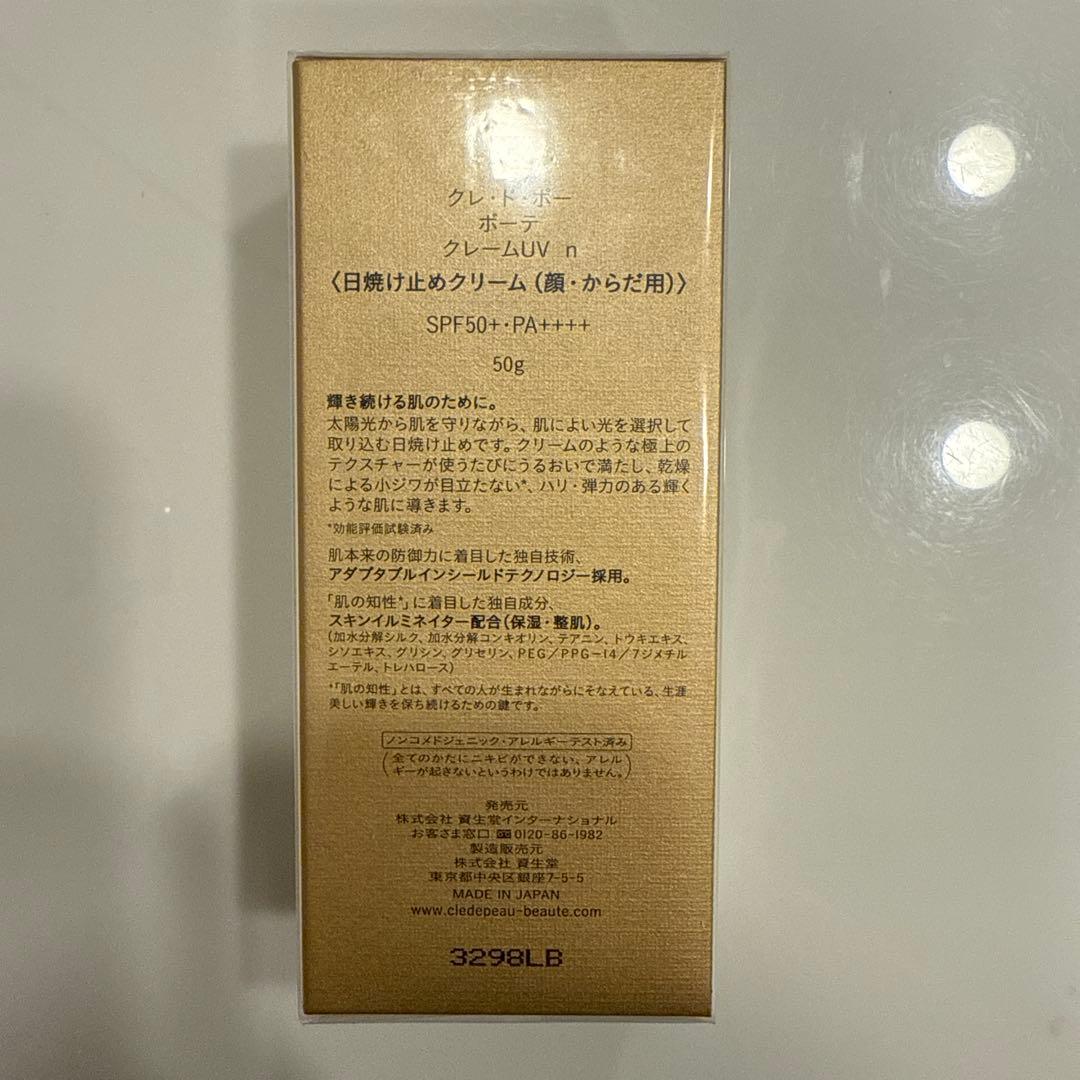 クレ・ド・ポー
ボーテ
クレームUV n
〈日焼け止めクリーム（顔・からだ用）〉
SPF50+・PA++++
50g
輝き続ける肌のために。
太陽光から肌を守りながら、肌によい光を選択して
取り込む日焼け止めです。クリームのような極上の
テクスチャーが使うたびにうるおいで満たし、乾燥
による小ジワが目立たない*、ハリ・弾力のある輝く
ような肌に導きます。
*効能評価試験済み
肌本来の防御力に着目した独自技術、
アダプタブルインシールドテクノロジー採用。
「肌の知性*」に着目した独自成分、
スキンイルミネイター配合（保湿・整肌）。
（加水分解シルク、加水分解コンキオリン、テアニン、トウキエキス、
シソエキス、グリシン、グリセリン、PEG／PPG－14／7ジメチル
エーテル、トレハロース）
*「肌の知性」とは、すべての人が生まれながらにそなえている、生涯
美しい輝きを保ち続けるための鍵です。
ノンコメドジェニック・アレルギーテスト済み
（全てのかたにニキビができない、アレル
ギーが起きないというわけではありません。）
発売元
株式会社 資生堂インターナショナル
お客さま窓口 0120-86-1982
製造販売元
株式会社 資生堂
東京都中央区銀座7-5-5
MADE IN JAPAN
www.cledepeau-beaute.com
3298LB